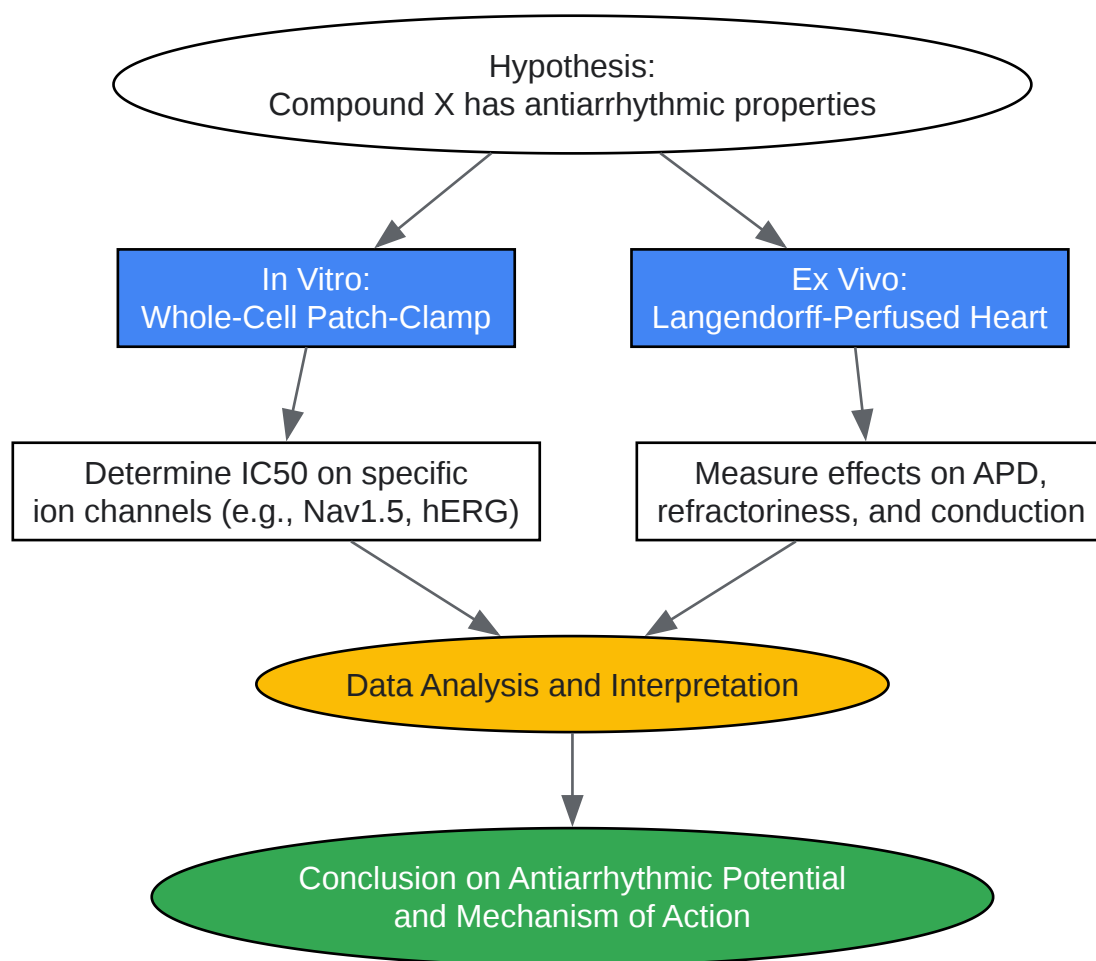 Hypothesis:
Compound X has antiarrhythmic properties
In Vitro:
Whole-Cell Patch-Clamp
Ex Vivo:
Langendorff-Perfused Heart
Determine IC50 on specific
ion channels (e.g., Nav1.5, hERG)
Measure effects on APD,
refractoriness, and conduction
Data Analysis and Interpretation
Conclusion on Antiarrhythmic Potential
and Mechanism of Action